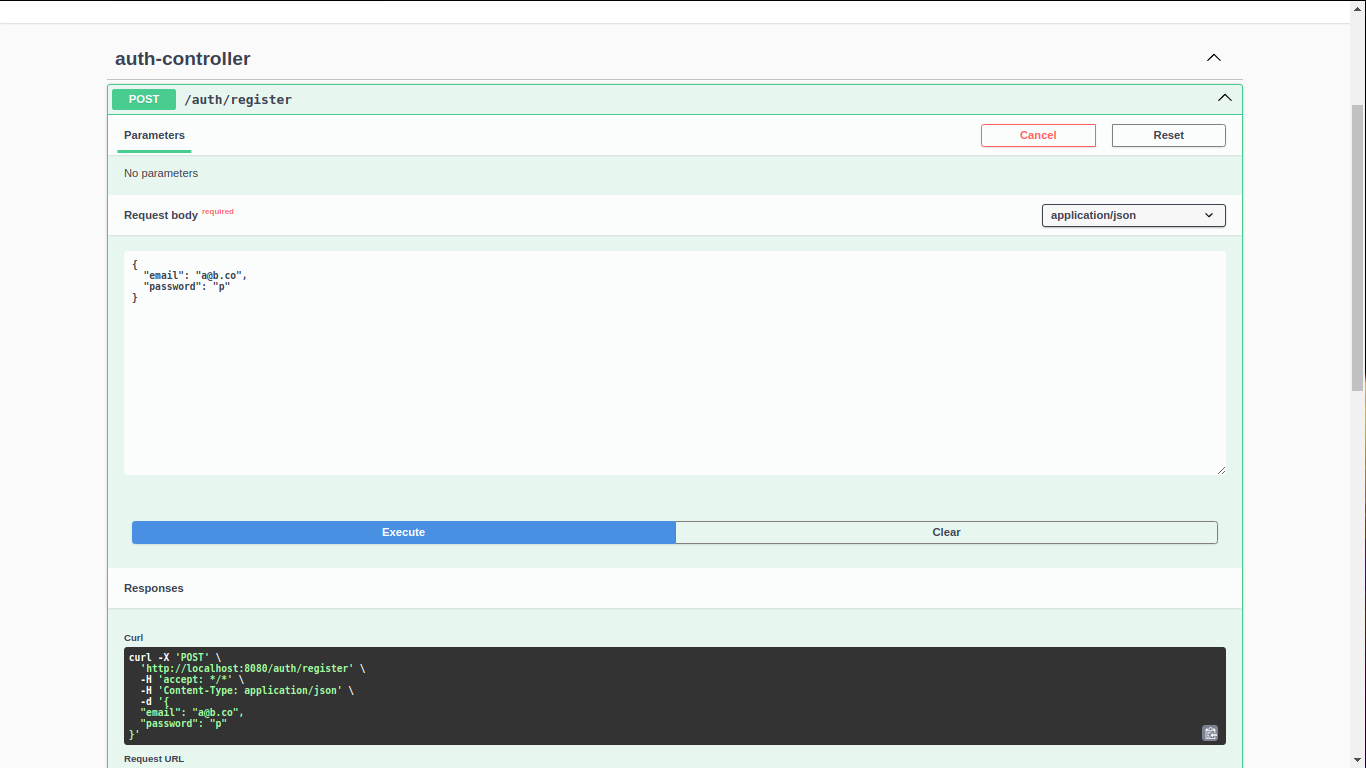 auth-controller
POST /auth/register
Parameters
Cancel
Reset
No parameters
Request body required
application/json
{
  "email": "a@b.co",
  "password": "p"
}
Execute
Clear
Responses
Curl
curl -X 'POST' \
  'http://localhost:8080/auth/register' \
  -H 'accept: */*' \
  -H 'Content-Type: application/json' \
  -d '{
  "email": "a@b.co",
  "password": "p"
}'
Request URL